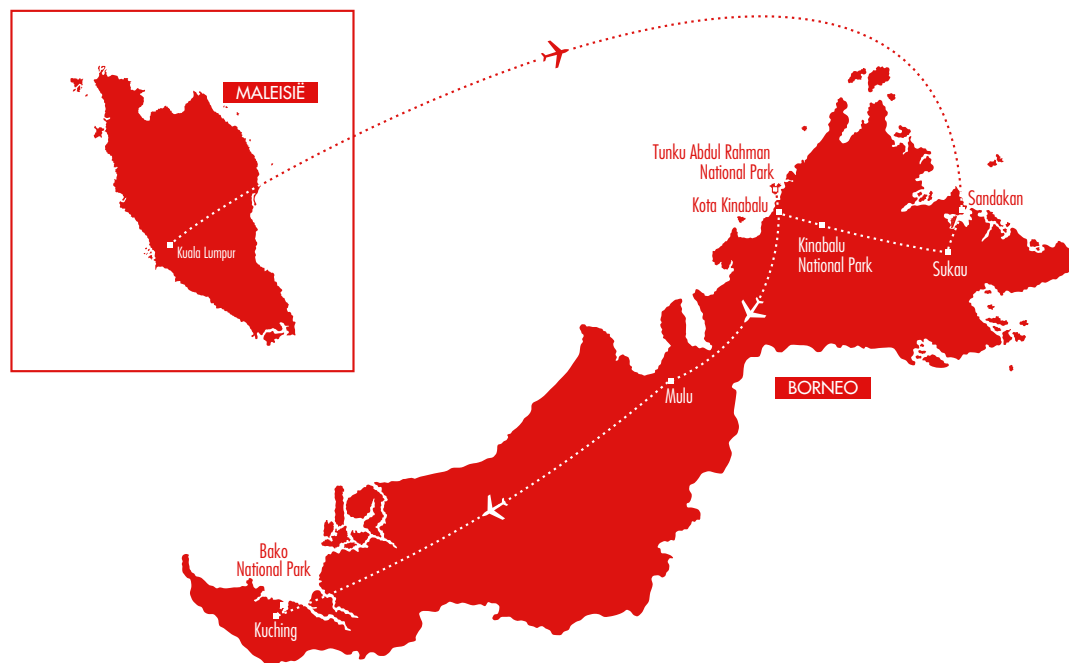 MALEISIË
Kuala Lumpur
Tunku Abdul Rahman
National Park
Kota Kinabalu
Kinabalu
National Park
Sandakan
Sukau
BORNEO
Mulu
Bako
National Park
Kuching